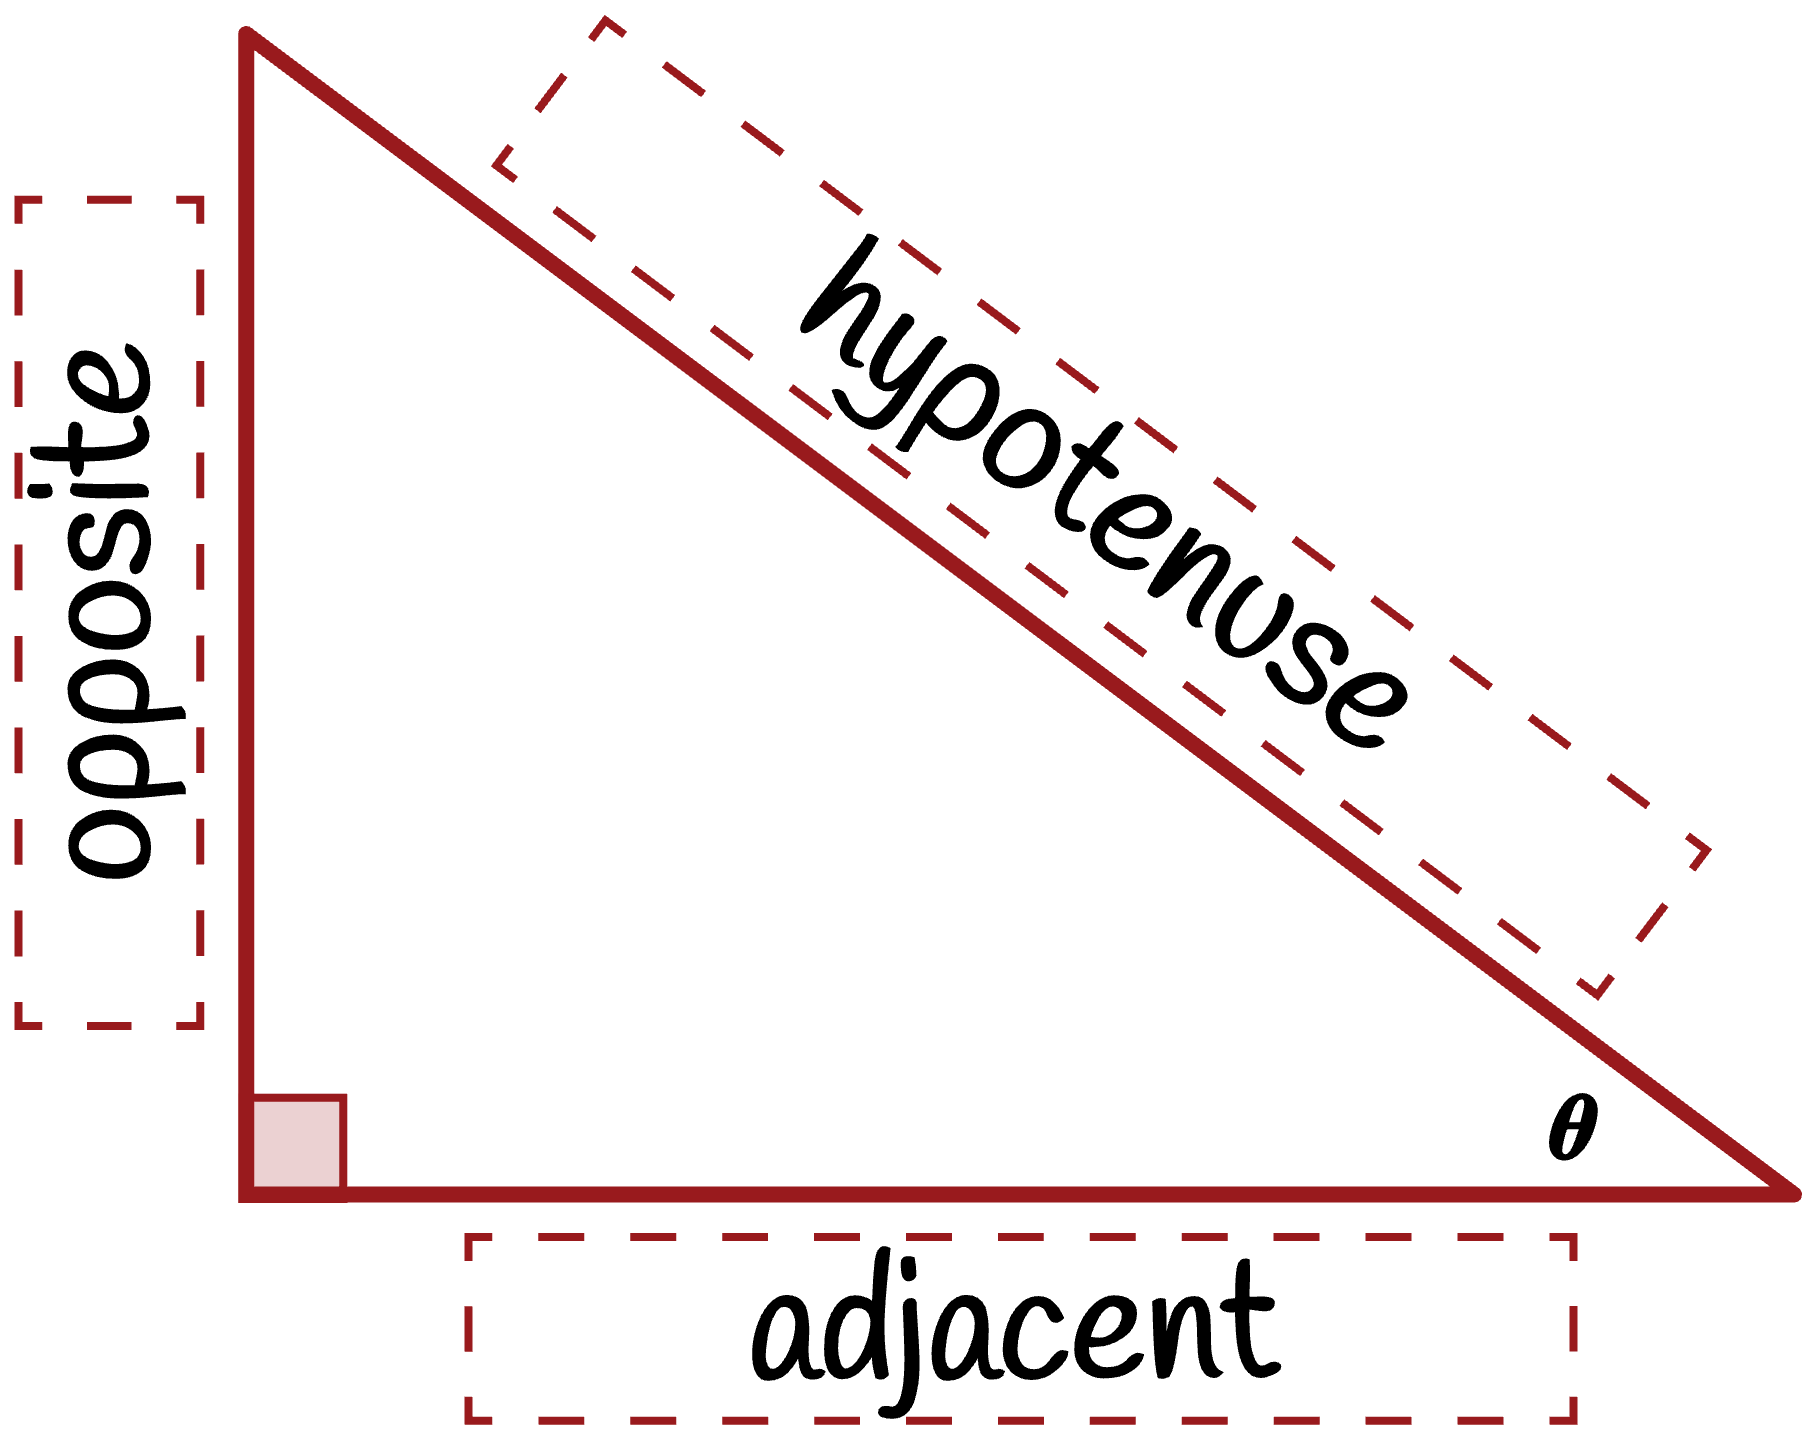 hypotenuse
opposite
θ
adjacent